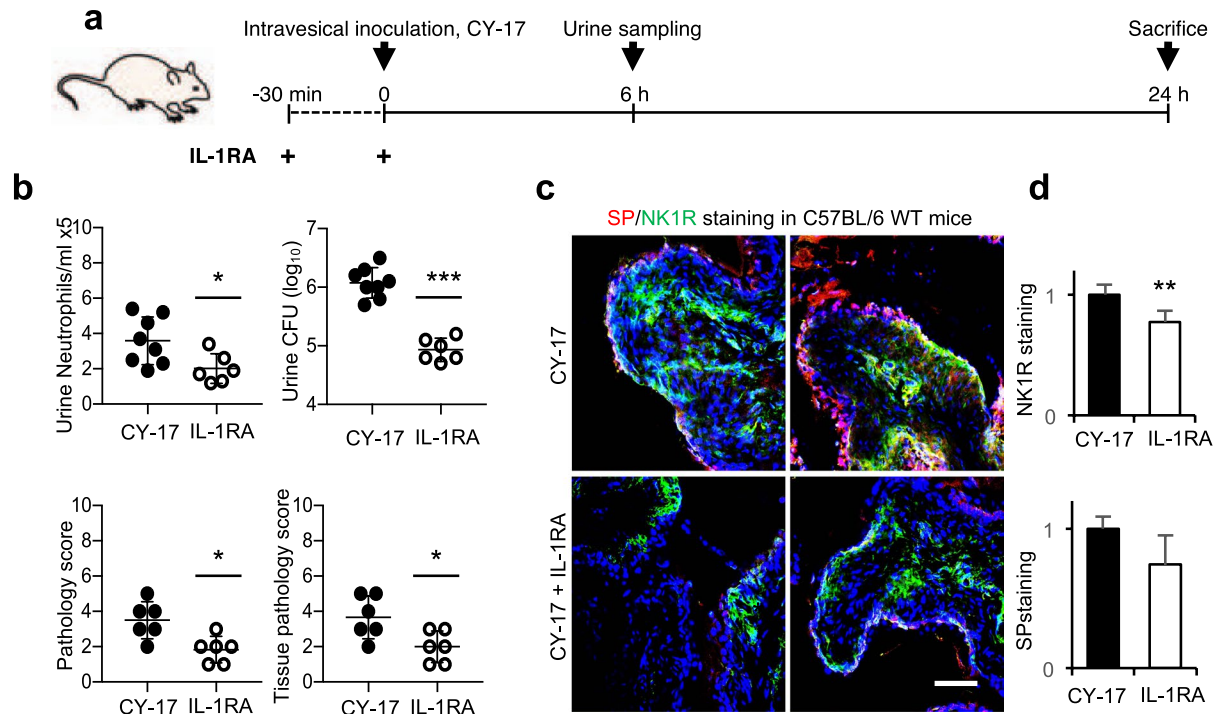 a
Intravesical inoculation, CY-17
Urine sampling
Sacrifice
-30 min
0
6 h
24 h
IL-1RA + +
b
Urine Neutrophils/ml x5
10
8
6
4
2
0
*
CY-17 IL-1RA
Urine CFU (log10)
7
6
5
4
***
CY-17 IL-1RA
Pathology score
10
8
6
4
2
0
*
CY-17 IL-1RA
Tissue pathology score
10
8
6
4
2
0
*
CY-17 IL-1RA
c
SP/NK1R staining in C57BL/6 WT mice
CY-17
CY-17 + IL-1RA
d
NK1R staining
1
0
**
CY-17 IL-1RA
SPstaining
1
0
CY-17 IL-1RA